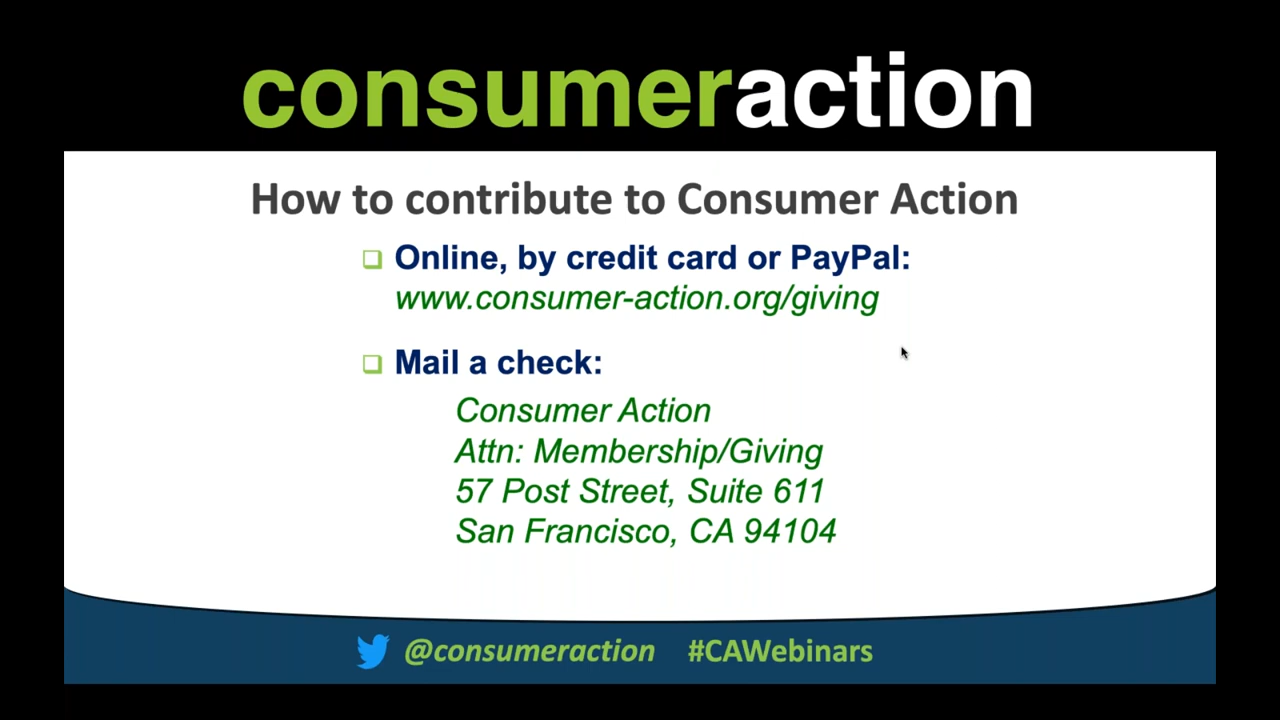 consumeraction
How to contribute to Consumer Action
Online, by credit card or PayPal:
www.consumer-action.org/giving
Mail a check:
Consumer Action
Attn: Membership/Giving
57 Post Street, Suite 611
San Francisco, CA 94104
@consumeraction #CAWebinars